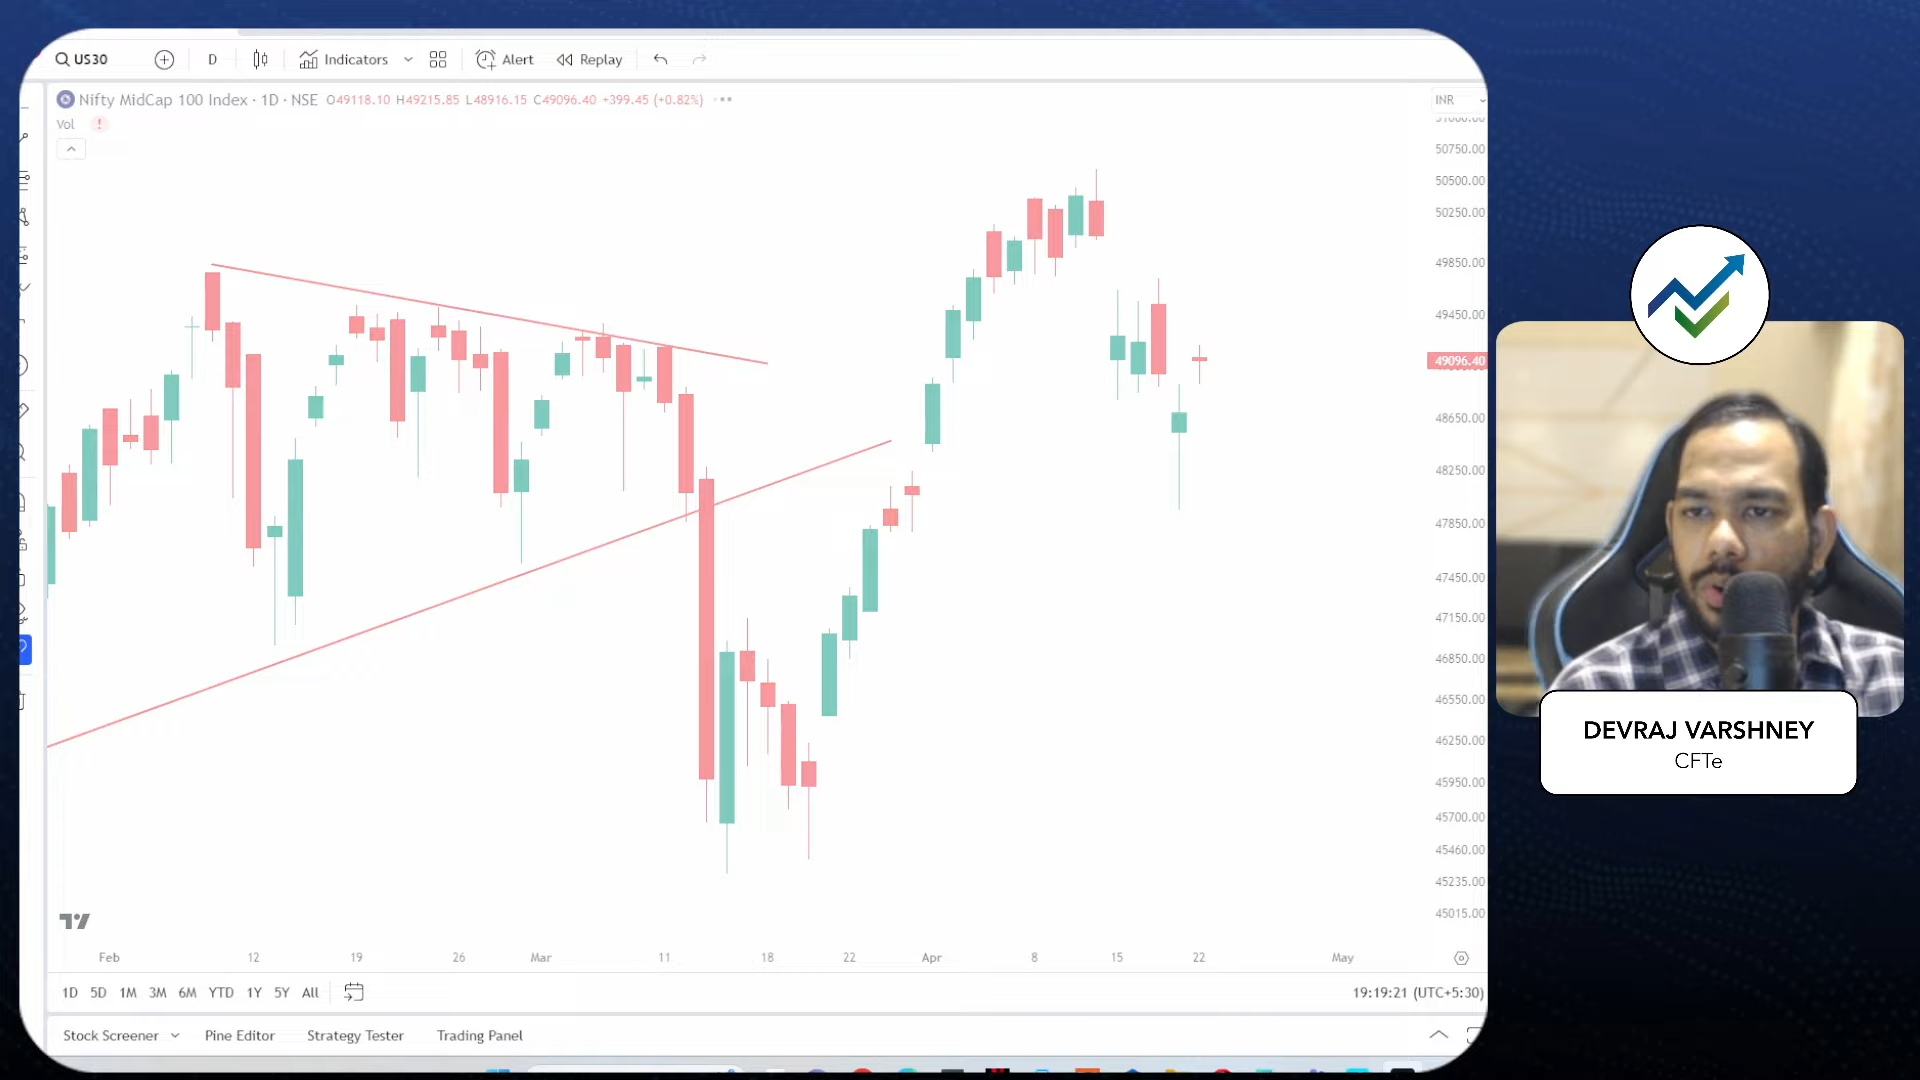 US30 D Indicators Alert Replay
Nifty MidCap 100 Index · 1D · NSE O49118.10 H49215.85 L48916.15 C49096.40 +399.45 (+0.82%)
INR
Vol !
51000.00
50750.00
50500.00
50250.00
49850.00
49450.00
49096.40
48650.00
48250.00
47850.00
47450.00
47150.00
46850.00
46550.00
46250.00
45950.00
45700.00
45460.00
45235.00
45015.00
Feb 12 19 26 Mar 11 18 22 Apr 8 15 22 May
1D 5D 1M 3M 6M YTD 1Y 5Y All
19:19:21 (UTC+5:30)
Stock Screener Pine Editor Strategy Tester Trading Panel
DEVRAJ VARSHNEY
CFTe